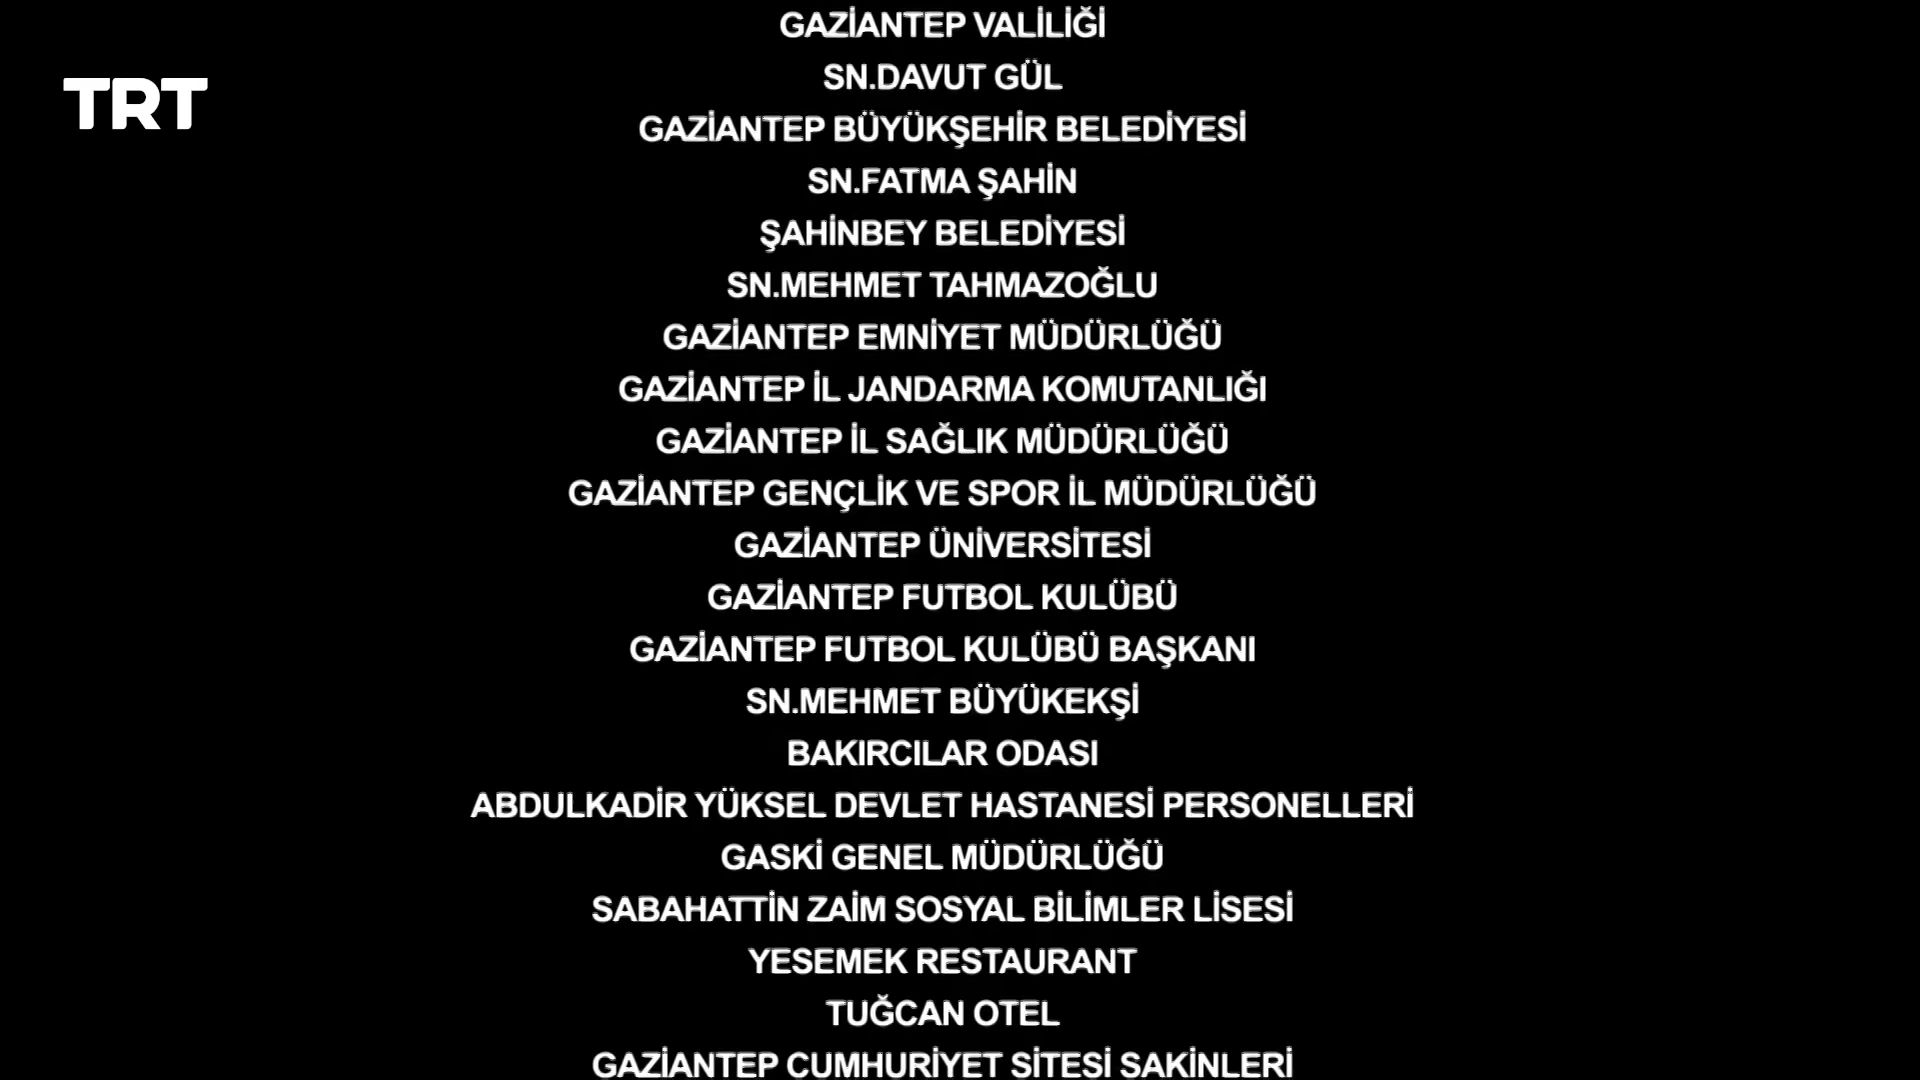 GAZİANTEP VALİLİĞİ
TRT
SN.DAVUT GÜL
GAZİANTEP BÜYÜKŞEHİR BELEDİYESİ
SN.FATMA ŞAHİN
ŞAHİNBEY BELEDİYESİ
SN.MEHMET TAHMAZOĞLU
GAZİANTEP EMNİYET MÜDÜRLÜĞÜ
GAZİANTEP İL JANDARMA KOMUTANLIĞI
GAZİANTEP İL SAĞLIK MÜDÜRLÜĞÜ
GAZİANTEP GENÇLİK VE SPOR İL MÜDÜRLÜĞÜ
GAZİANTEP ÜNİVERSİTESİ
GAZİANTEP FUTBOL KULÜBÜ
GAZİANTEP FUTBOL KULÜBÜ BAŞKANI
SN.MEHMET BÜYÜKEKŞİ
BAKIRCILAR ODASI
ABDULKADİR YÜKSEL DEVLET HASTANESİ PERSONELLERİ
GASKİ GENEL MÜDÜRLÜĞÜ
SABAHATTİN ZAİM SOSYAL BİLİMLER LİSESİ
YESEMEK RESTAURANT
TUĞCAN OTEL
GAZİANTEP CUMHURİYET SİTESİ SAKİNLERİ